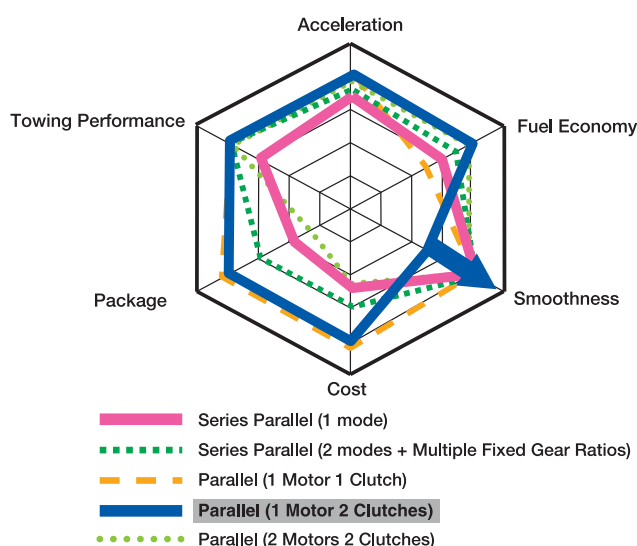 Acceleration
Towing Performance
Fuel Economy
Package
Smoothness
Cost
Series Parallel (1 mode)
Series Parallel (2 modes + Multiple Fixed Gear Ratios)
Parallel (1 Motor 1 Clutch)
Parallel (1 Motor 2 Clutches)
Parallel (2 Motors 2 Clutches)